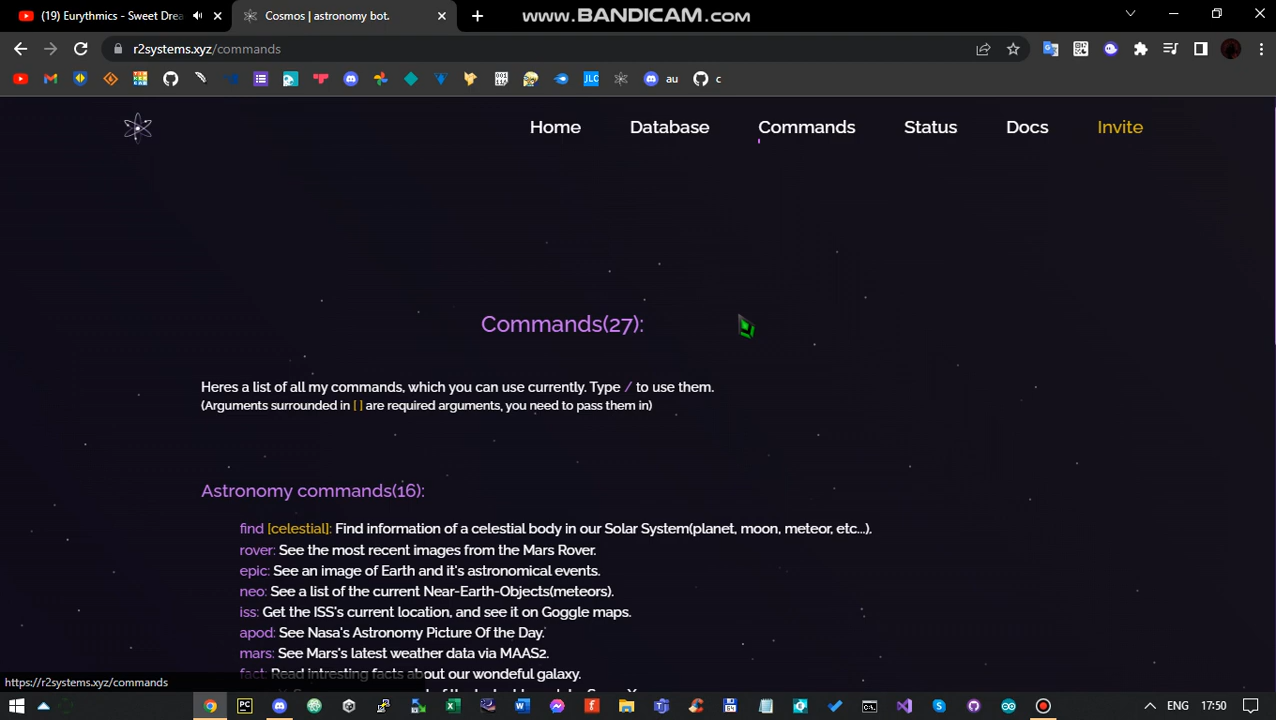 (19) Eurythmics - Sweet Drea
Cosmos | astronomy bot.
www.BANDICAM.com
r2systems.xyz/commands
au
c
Home
Database
Commands
Status
Docs
Invite
Commands(27):
Heres a list of all my commands, which you can use currently. Type / to use them.
(Arguments surrounded in [ ] are required arguments, you need to pass them in)
Astronomy commands(16):
find [celestial]: Find information of a celestial body in our Solar System(planet, moon, meteor, etc...).
rover: See the most recent images from the Mars Rover.
epic: See an image of Earth and it's astronomical events.
neo: See a list of the current Near-Earth-Objects(meteors).
iss: Get the ISS's current location, and see it on Goggle maps.
apod: See Nasa's Astronomy Picture Of the Day.
mars: See Mars's latest weather data via MAAS2.
fact: Read intresting facts about our wondeful galaxy.
https://r2systems.xyz/commands
ENG
17:50